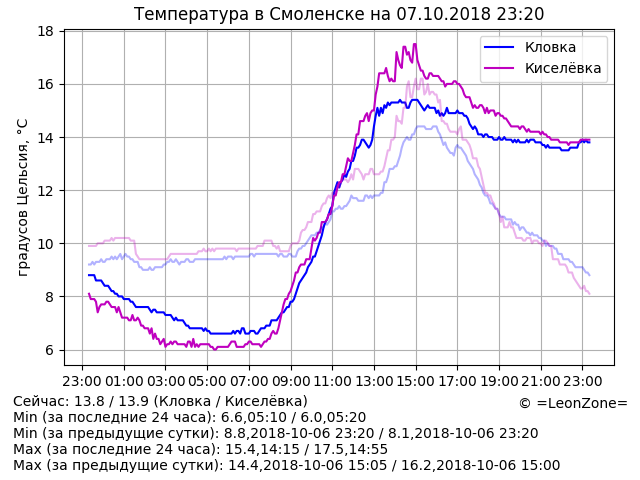 Температура в Смоленске на 07.10.2018 23:20
Кловка
Киселёвка
градусов Цельсия, °C
18
16
14
12
10
8
6
23:00 01:00 03:00 05:00 07:00 09:00 11:00 13:00 15:00 17:00 19:00 21:00 23:00
Сейчас: 13.8 / 13.9 (Кловка / Киселёвка)
© =LeonZone=
Min (за последние 24 часа): 6.6,05:10 / 6.0,05:20
Min (за предыдущие сутки): 8.8,2018-10-06 23:20 / 8.1,2018-10-06 23:20
Max (за последние 24 часа): 15.4,14:15 / 17.5,14:55
Max (за предыдущие сутки): 14.4,2018-10-06 15:05 / 16.2,2018-10-06 15:00